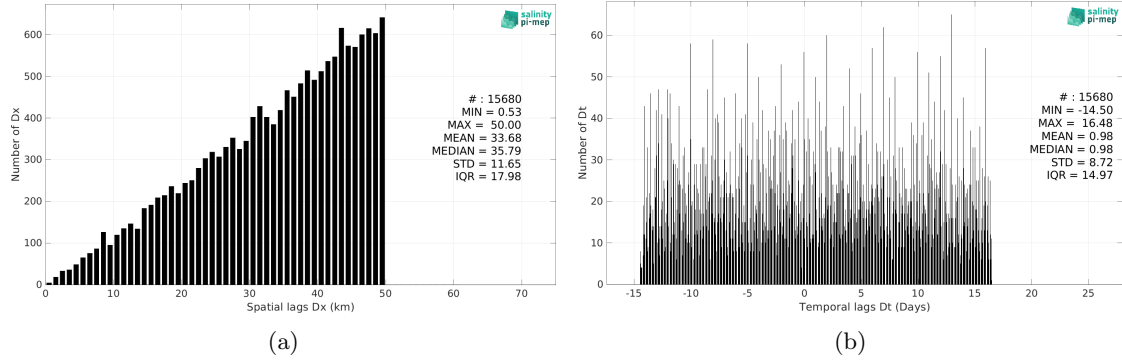 salinity
pi-mep
600
500
400
300
200
100
0
Number of Dx
# : 15680
MIN = 0.53
MAX = 50.00
MEAN = 33.68
MEDIAN = 35.79
STD = 11.65
IQR = 17.98
0 10 20 30 40 50 60 70
Spatial lags Dx (km)
(a)
salinity
pi-mep
60
50
40
30
20
10
0
Number of Dt
# : 15680
MIN = -14.50
MAX = 16.48
MEAN = 0.98
MEDIAN = 0.98
STD = 8.72
IQR = 14.97
-15 -10 -5 0 5 10 15 20 25
Temporal lags Dt (Days)
(b)